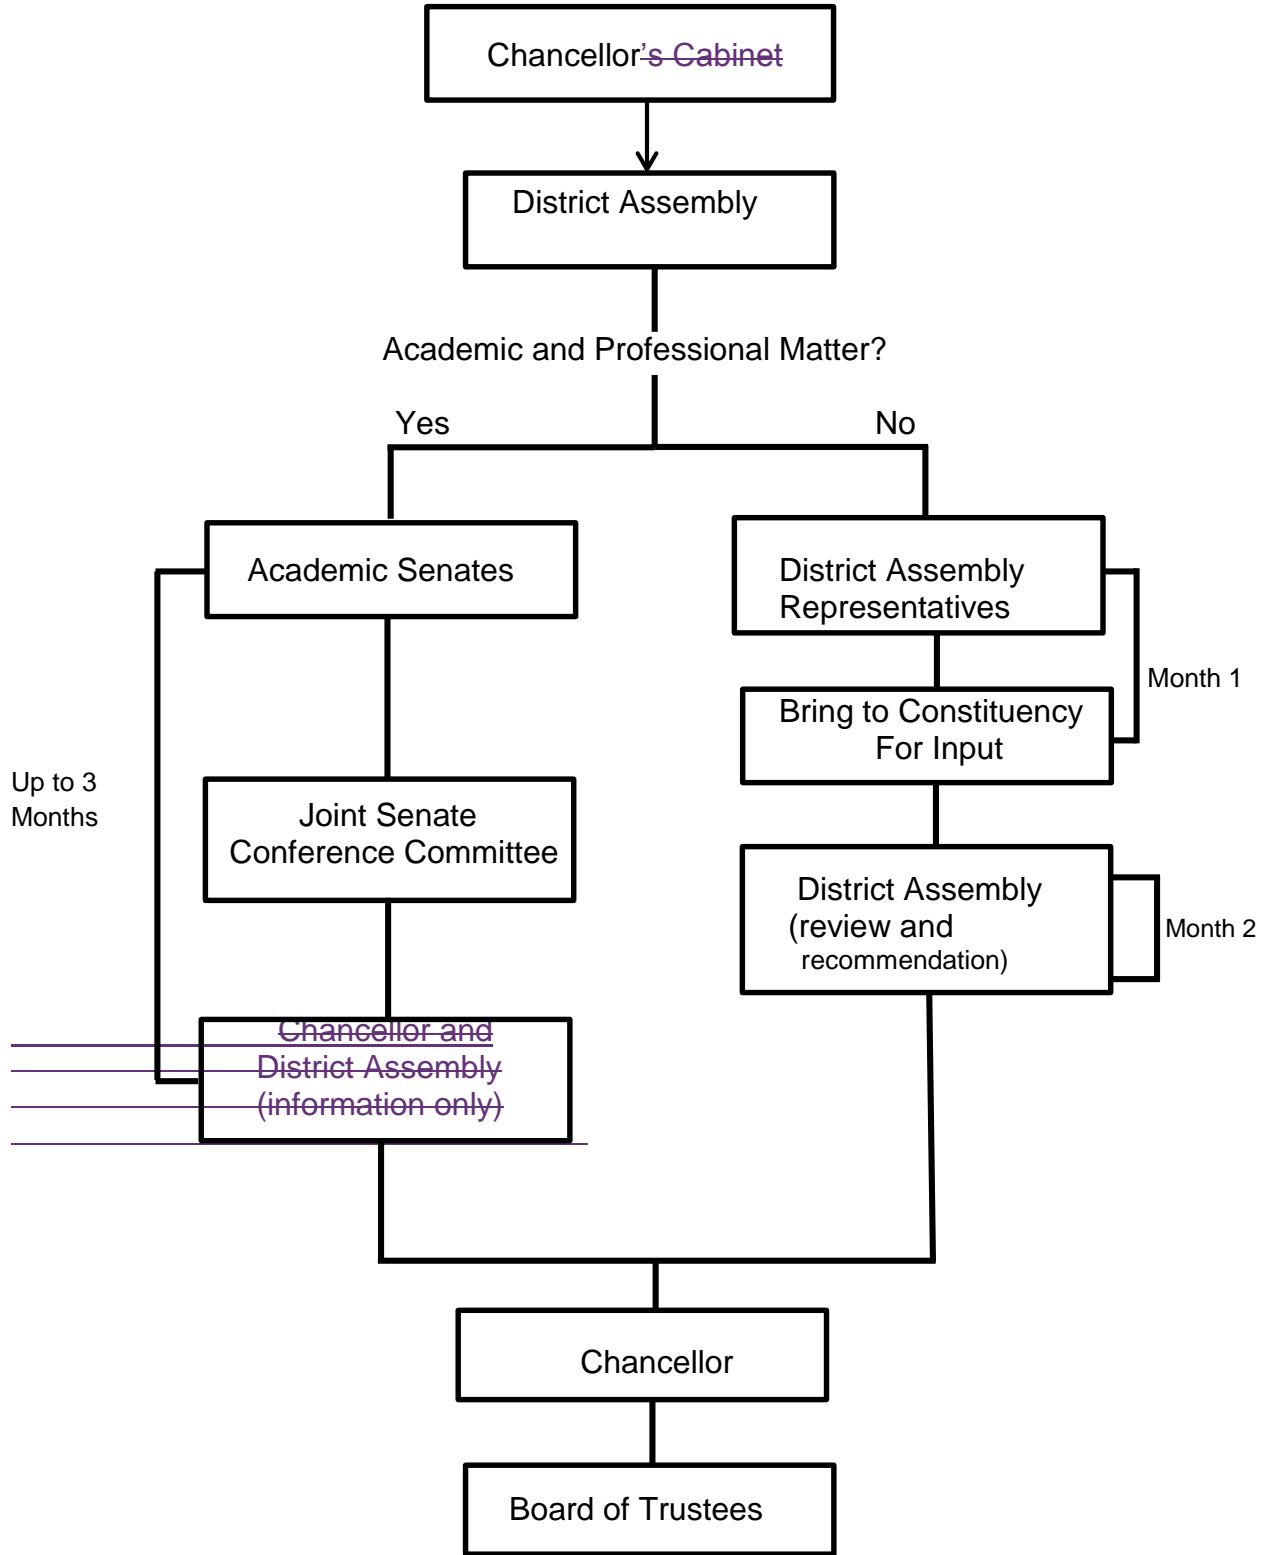 Chancellor's Cabinet
District Assembly
Academic and Professional Matter?
Yes
No
Academic Senates
District Assembly
Representatives
Month 1
Bring to Constituency
For Input
Up to 3
Months
Joint Senate
Conference Committee
District Assembly
(review and
recommendation)
Month 2
Chancellor and
District Assembly
(information only)
Chancellor
Board of Trustees